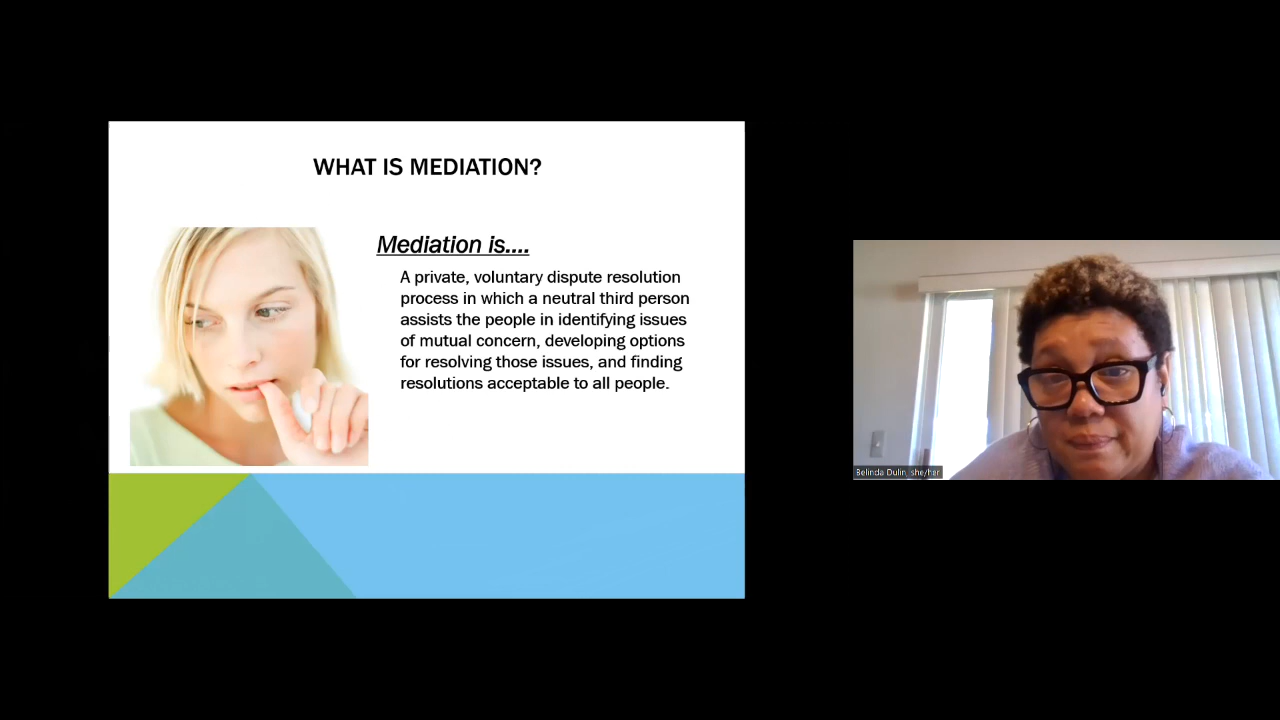 WHAT IS MEDIATION?
Mediation is....
A private, voluntary dispute resolution
process in which a neutral third person
assists the people in identifying issues
of mutual concern, developing options
for resolving those issues, and finding
resolutions acceptable to all people.
Belinda Dulin, she/her